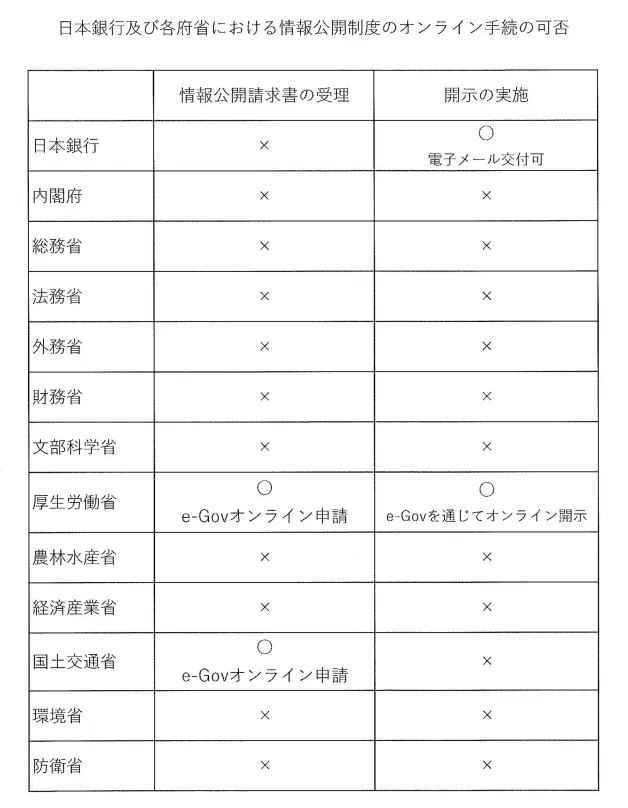 日本銀行及び各府省における情報公開制度のオンライン手続の可否
情報公開請求書の受理 開示の実施
日本銀行 × ○
電子メール交付可
内閣府 × ×
総務省 × ×
法務省 × ×
外務省 × ×
財務省 × ×
文部科学省 × ×
厚生労働省 ○ ○
e-Govオンライン申請 e-Govを通じてオンライン開示
農林水産省 × ×
経済産業省 × ×
国土交通省 ○ ×
e-Govオンライン申請
環境省 × ×
防衛省 × ×